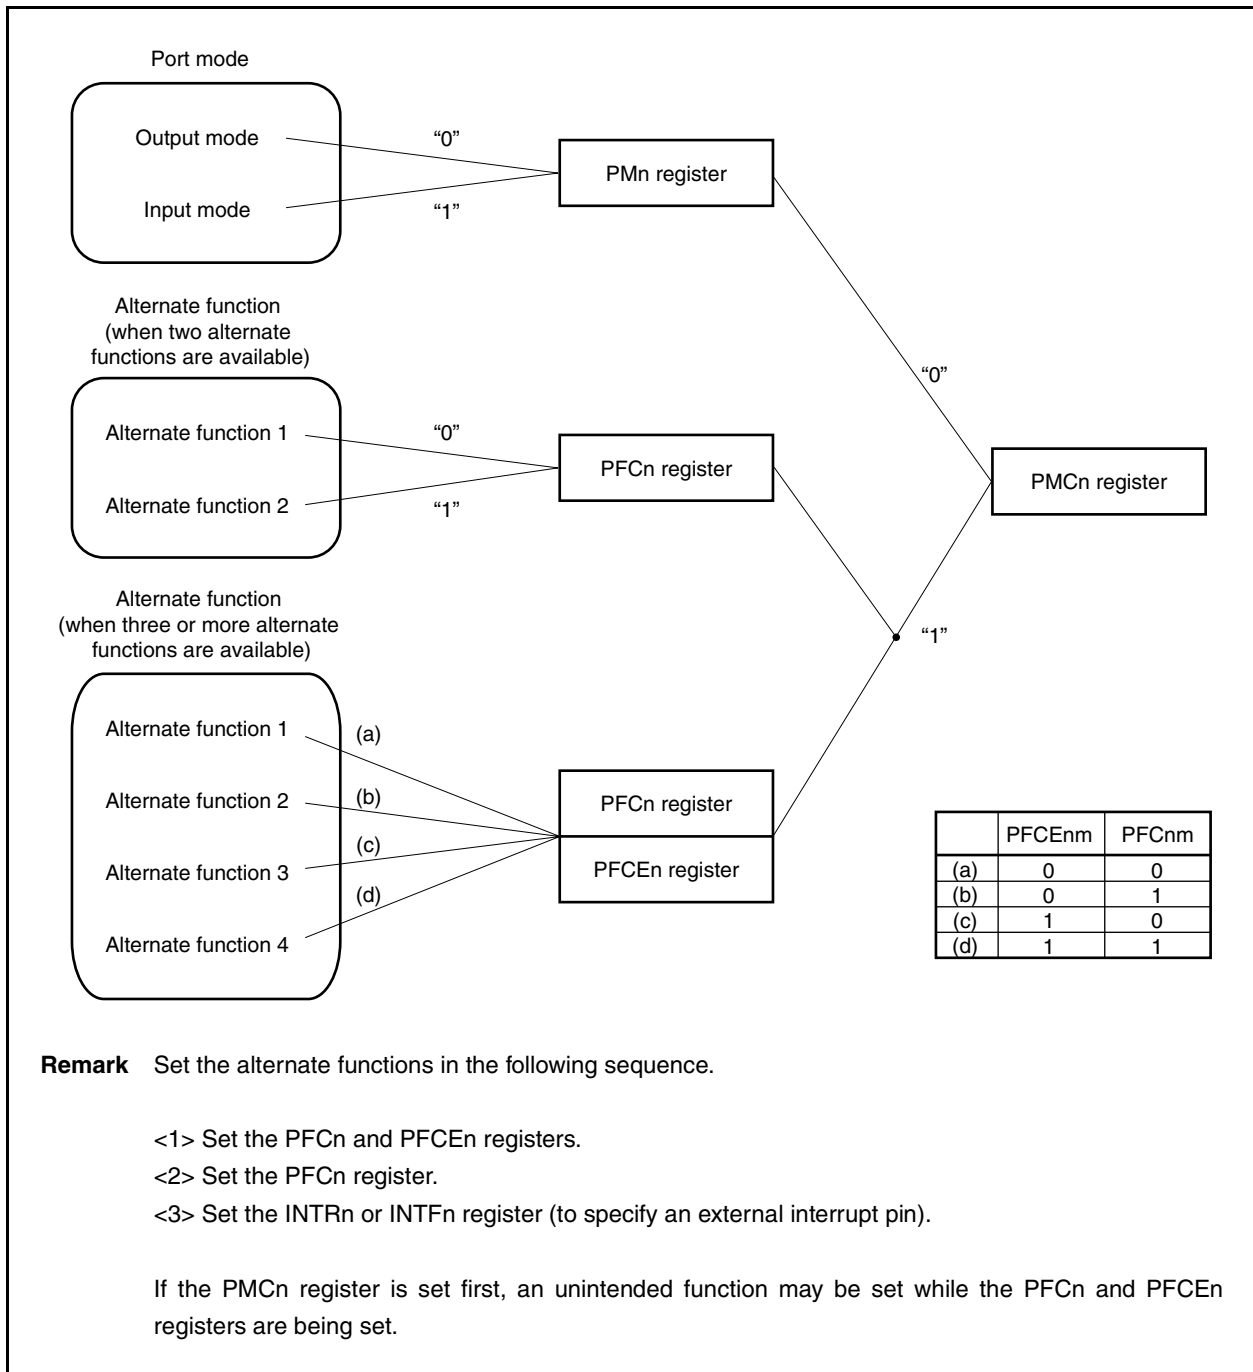 Port mode
Output mode
“0”
PMn register
Input mode
“1”
Alternate function
(when two alternate
functions are available)
“0”
Alternate function 1
“0”
PFCn register
PMCn register
Alternate function 2
“1”
Alternate function
(when three or more alternate
functions are available)
“1”
Alternate function 1
(a)
Alternate function 2
(b)
PFCn register
Alternate function 3
(c)
PFCEn register
(d)
Alternate function 4
PFCEnm PFCnm
(a) 0 0
(b) 0 1
(c) 1 0
(d) 1 1
Remark Set the alternate functions in the following sequence.
<1> Set the PFCn and PFCEn registers.
<2> Set the PFCn register.
<3> Set the INTRn or INTFn register (to specify an external interrupt pin).
If the PMCn register is set first, an unintended function may be set while the PFCn and PFCEn
registers are being set.